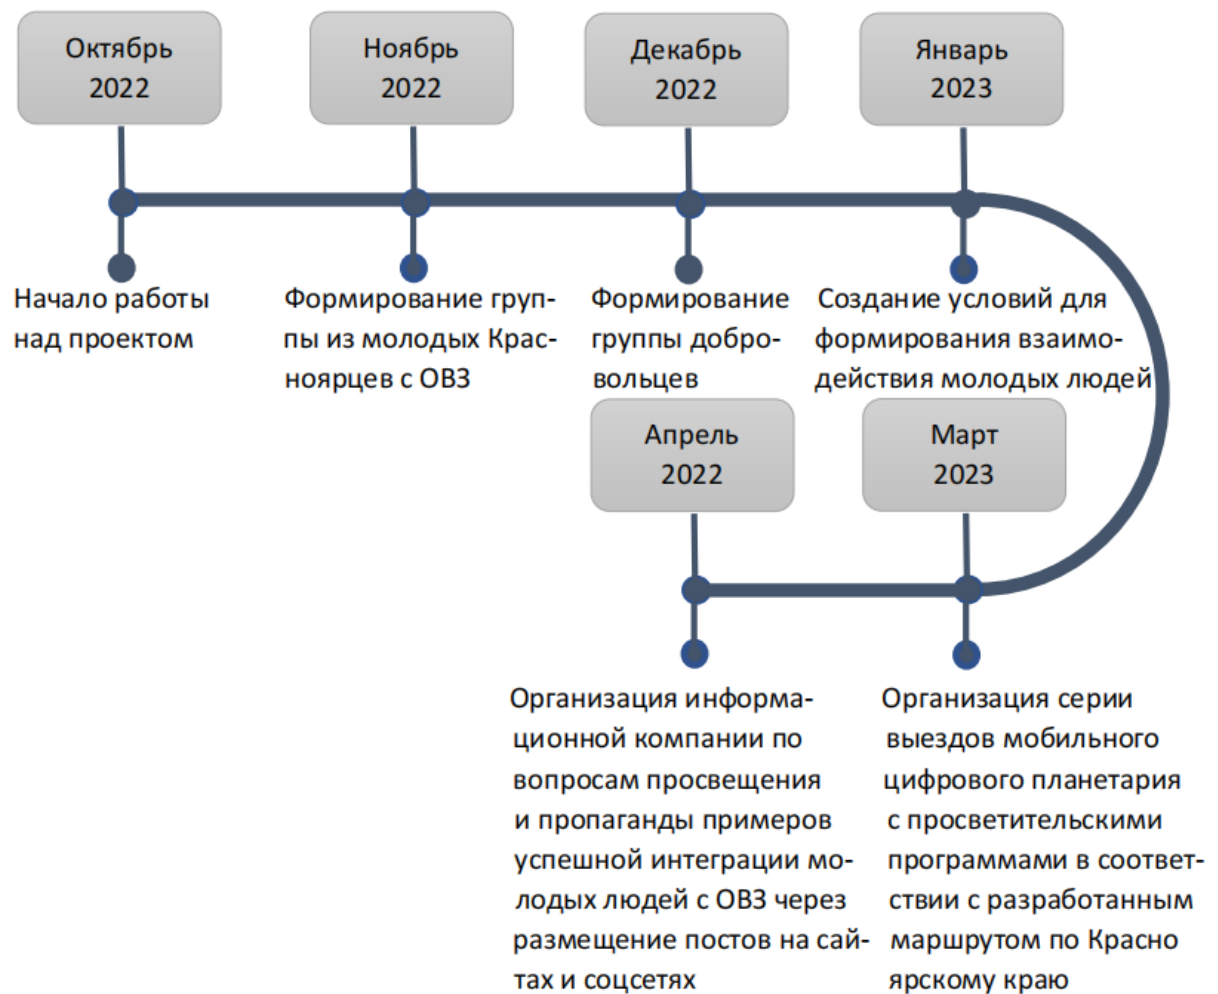 Октябрь
2022
Ноябрь
2022
Декабрь
2022
Январь
2023
Начало работы
над проектом
Формирование груп-
пы из молодых Крас-
ноярцев с ОВЗ
Формирование
группы добро-
вольцев
Создание условий для
формирования взаимо-
действия молодых людей
Апрель
2022
Март
2023
Организация информа-
ционной компании по
вопросам просвещения
и пропаганды примеров
успешной интеграции мо-
лодых людей с ОВЗ через
размещение постов на сай-
тах и соцсетях
Организация серии
выездов мобильного
цифрового планетария
с просветительскими
программами в соответ-
ствии с разработанным
маршрутом по Красно
ярскому краю